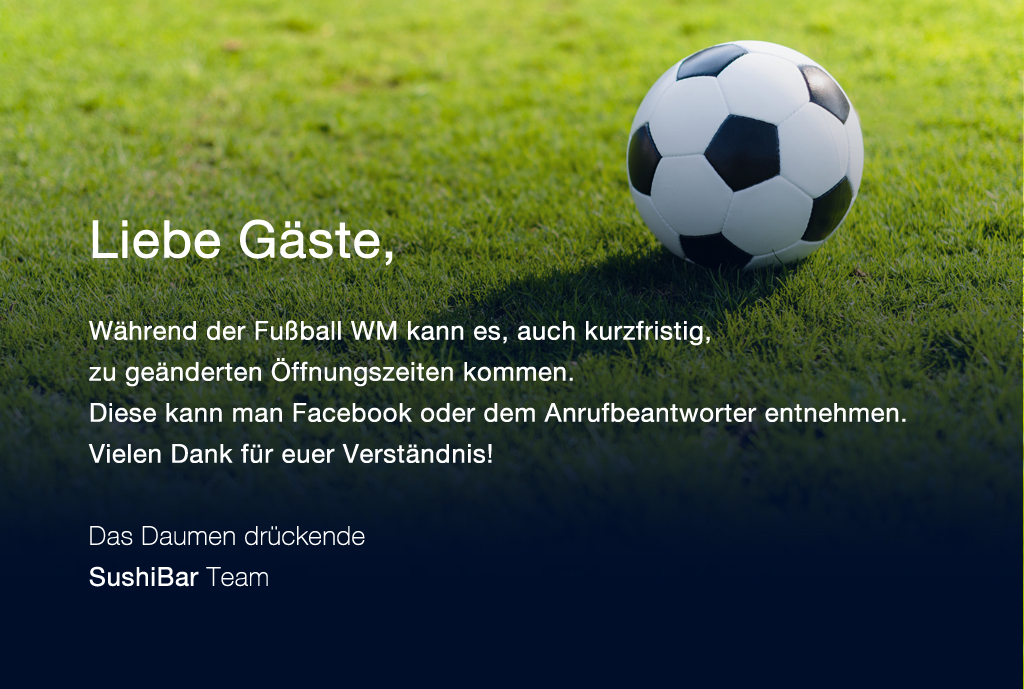 Liebe Gäste,
Während der Fußball WM kann es, auch kurzfristig,
zu geänderten Öffnungszeiten kommen.
Diese kann man Facebook oder dem Anrufbeantworter entnehmen.
Vielen Dank für euer Verständnis!
Das Daumen drückende
SushiBar Team